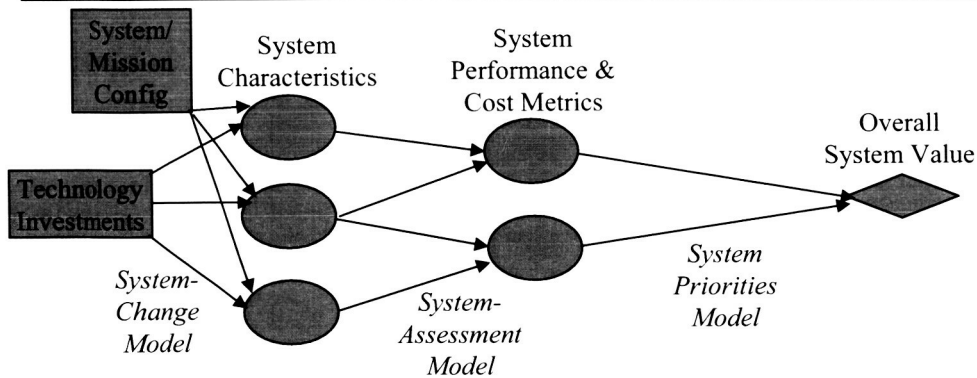 System/
Mission
Config
System
Characteristics
System
Performance &
Cost Metrics
Overall
System Value
Technology
Investments
System-
Change
Model
System-
Assessment
Model
System
Priorities
Model